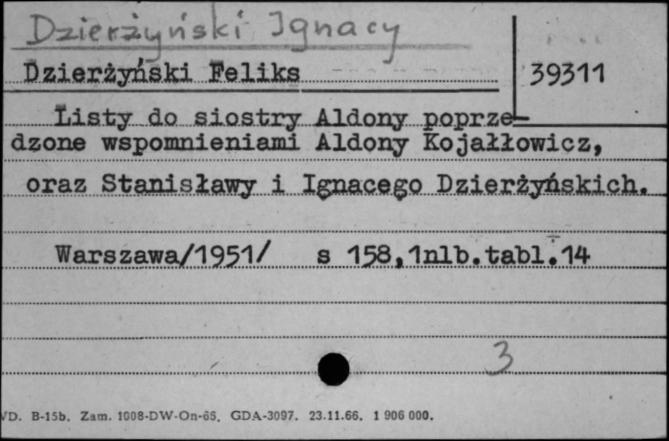 Dzierżyński Ignacy
Dzierżyński Feliks
39311
Listy do siostry Aldony poprze-
dzone wspomnieniami Aldony Kojałłowicz,
oraz Stanisławy i Ignacego Dzierżyńskich.
Warszawa/1951/ s 158,1nlb.tabl.14
3
VD. B-15b. Zam. 1008-DW-On-65. GDA-3097. 23.11.66. 1 906 000.